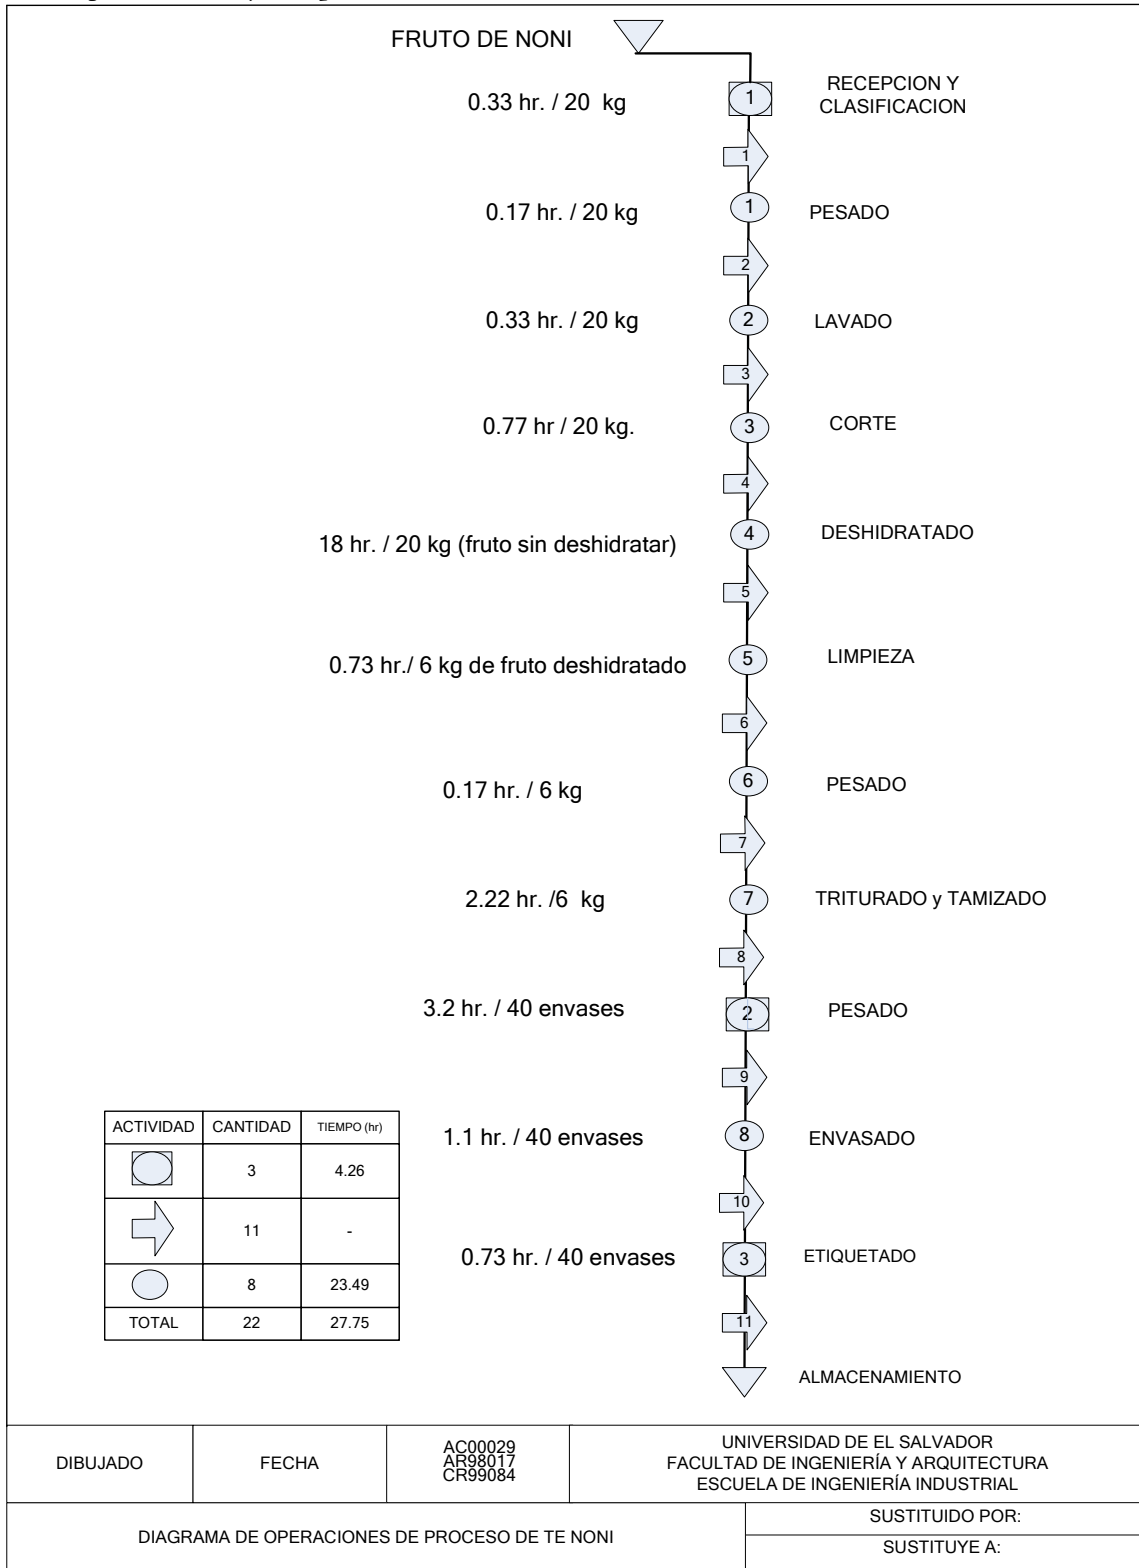 FRUTO DE NONI
0.33 hr. / 20 kg
1
RECEPCION Y
CLASIFICACION
1
0.17 hr. / 20 kg
1
PESADO
2
0.33 hr. / 20 kg
2
LAVADO
3
0.77 hr / 20 kg.
3
CORTE
4
18 hr. / 20 kg (fruto sin deshidratar)
4
DESHIDRATADO
5
0.73 hr./ 6 kg de fruto deshidratado
5
LIMPIEZA
6
0.17 hr. / 6 kg
6
PESADO
7
2.22 hr. /6 kg
7
TRITURADO y TAMIZADO
8
3.2 hr. / 40 envases
2
PESADO
9
1.1 hr. / 40 envases
8
ENVASADO
10
0.73 hr. / 40 envases
3
ETIQUETADO
11
ALMACENAMIENTO
ACTIVIDAD CANTIDAD TIEMPO (hr)
3 4.26
11 -
8 23.49
TOTAL 22 27.75
DIBUJADO
FECHA
AC00029
AR98017
CR99084
UNIVERSIDAD DE EL SALVADOR
FACULTAD DE INGENIERÍA Y ARQUITECTURA
ESCUELA DE INGENIERÍA INDUSTRIAL
DIAGRAMA DE OPERACIONES DE PROCESO DE TE NONI
SUSTITUIDO POR:
SUSTITUYE A: